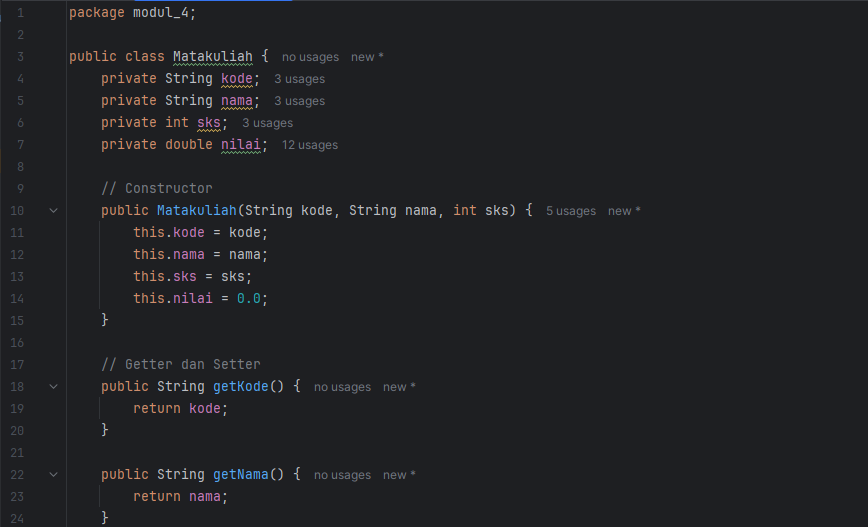 1 package modul_4;
2
3 public class Matakuliah { no usages new *
4 private String kode; 3 usages
5 private String nama; 3 usages
6 private int sks; 3 usages
7 private double nilai; 12 usages
8
9 // Constructor
10 public Matakuliah(String kode, String nama, int sks) { 5 usages new *
11 this.kode = kode;
12 this.nama = nama;
13 this.sks = sks;
14 this.nilai = 0.0;
15 }
16
17 // Getter dan Setter
18 public String getKode() { no usages new *
19 return kode;
20 }
21
22 public String getNama() { no usages new *
23 return nama;
24 }